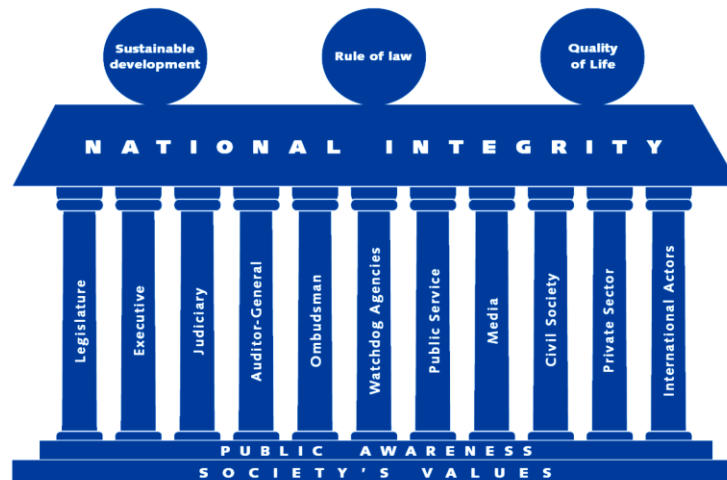 Sustainable
development
Rule of law
Quality
of Life
NATIONAL INTEGRITY
Legislature
Executive
Judiciary
Auditor-General
Ombudsman
Watchdog Agencies
Public Service
Media
Civil Society
Private Sector
International Actors
PUBLIC AWARENESS
SOCIETY'S VALUES